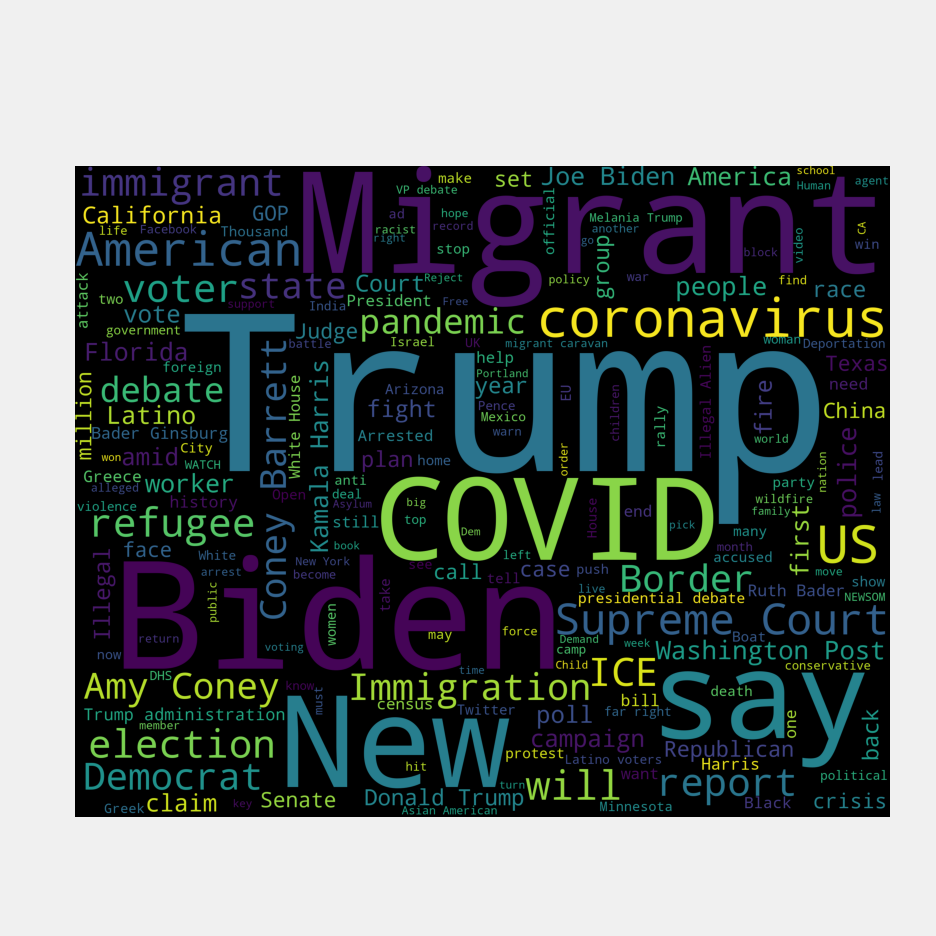 immigrant
Migrant
make
set
Joe Biden
America
school
Human
agent
VP debate
California
GOP
ad
hope
record
official
Melania Trump
another
CA
life
Facebook
Thousand
racist
right
group
go
block
video
win
American
stop
policy
war
find
attack
two
voter
state
Court
Reject
people
race
support
India
President
Free
vote
government
Judge
pandemic
coronavirus
Florida
battle
Israel
UK
migrant caravan
woman
Deportation
foreign
Trump
help
Portland
Texas
million
debate
Coney Barrett
White House
Kamala Harris
Arizona
year
EU
children
rally
Illegal Alien
fire
need
Latino
fight
Pence
Mexico
warn
China
Bader Ginsburg
City
Arrested
world
police
won
amid
WATCH
plan
home
order
nation
law
lead
Greece
alleged
worker
anti
deal
COVID
party
wildfire
family
violence
history
Open
Asylum
big
top
House
end
pick
first
refugee
still
Dem
many
US
face
White
book
left
month
accused
Illegal
New York
see
case
push
move
arrest
become
call
tell
Border
show
public
Biden
take
live
presidential debate
Ruth Bader
NEWSOM
women
may
force
Supreme Court
Boat
return
now
voting
Demand
camp
week
Washington Post
DHS
time
Child
ICE
conservative
Amy Coney
know
must
Immigration
death
say
bill
Trump administration
member
New
census
Twitter
poll
far right
one
back
election
campaign
Republican
protest
Latino voters
Harris
Democrat
hit
turn
will
want
report
political
Greek
claim
key
Senate
Donald Trump
Asian American
Minnesota
Black
crisis